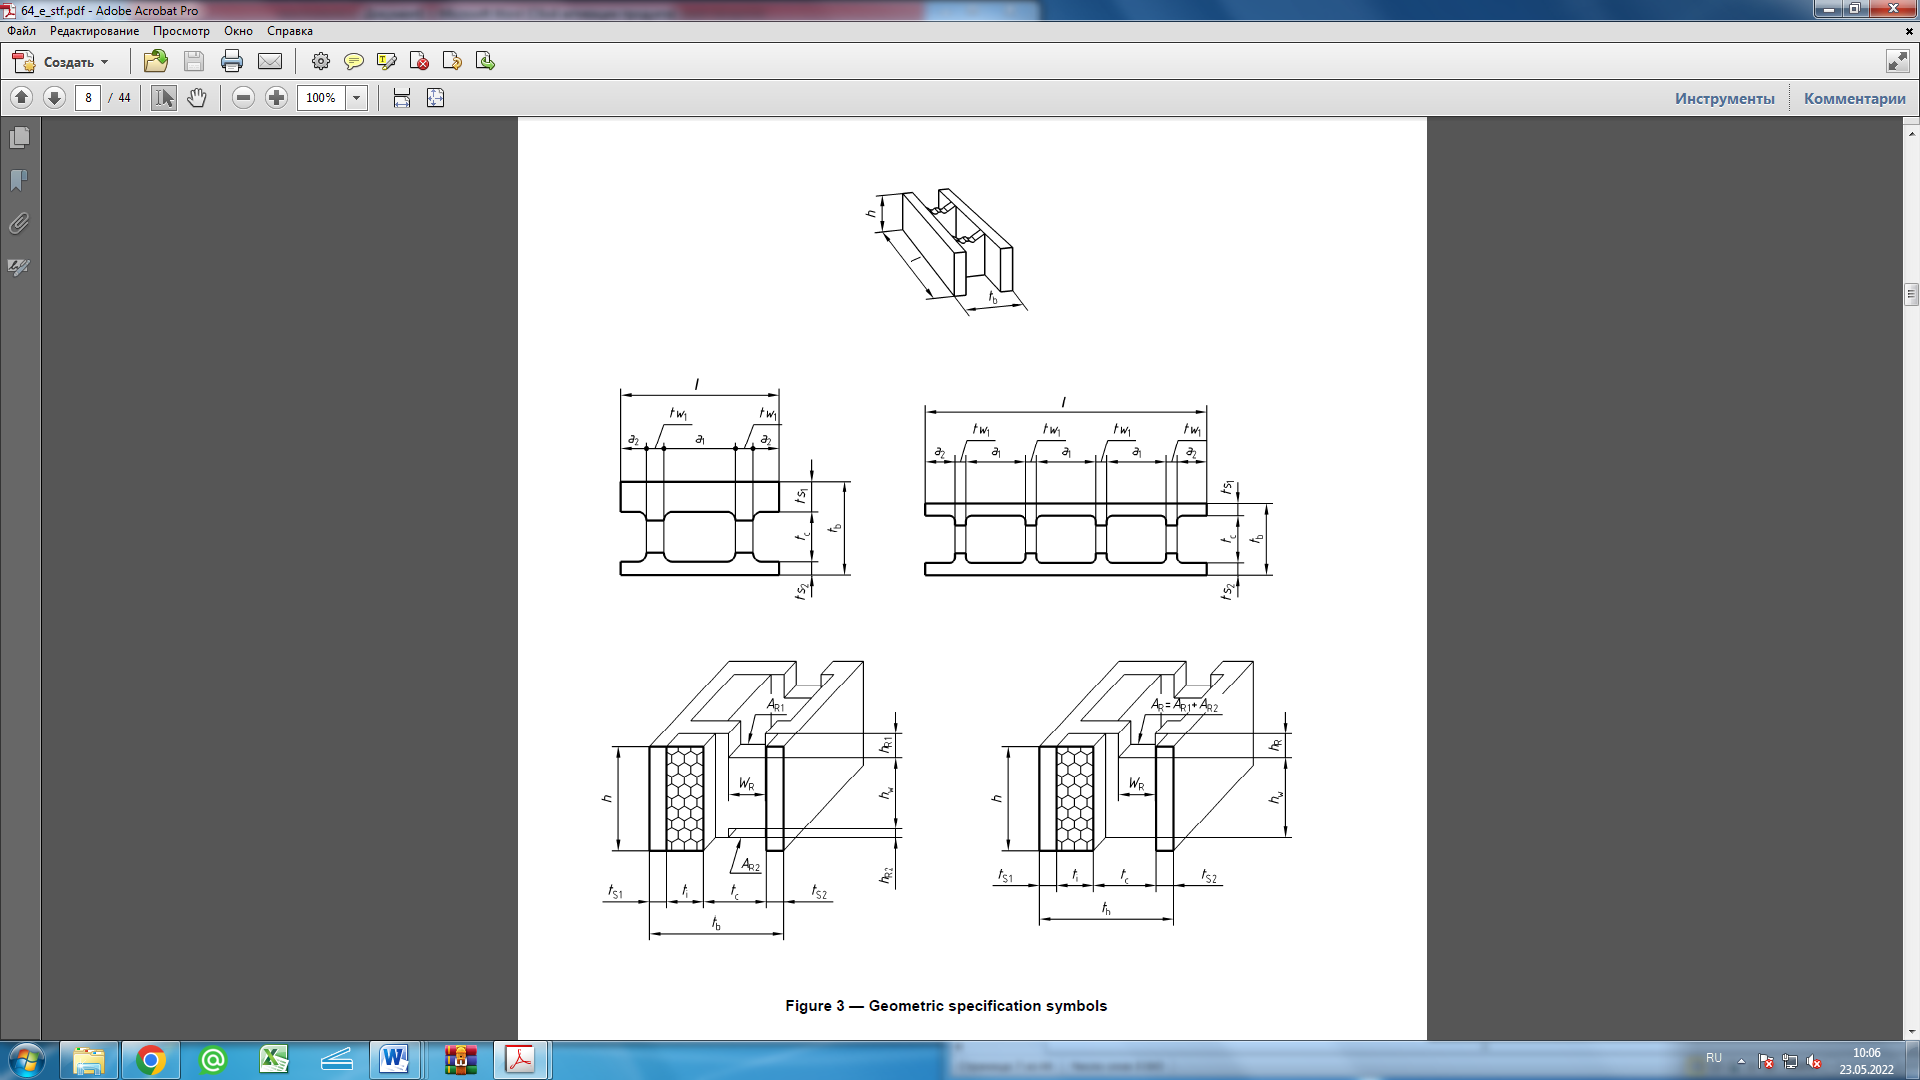 64_e_stf.pdf - Adobe Acrobat Pro
Файл Редактирование Просмотр Окно Справка
Создать
8 / 44 100% Инструменты Комментарии
h
l
tb
l
tw1 tw1
a2 a1 a2
ts1
tc
tb
ts2
l
tw1 tw1 tw1 tw1
a2 a1 a1 a1 a2
ts1
tc
tb
ts2
AR1
hR1
WR
h
hw
AR2
hR2
tS1 ti tc tS2
tb
AR = AR1 + AR2
hR
WR
h
hw
tS1 ti tc tS2
th
Figure 3 — Geometric specification symbols
RU
10:06
23.05.2022